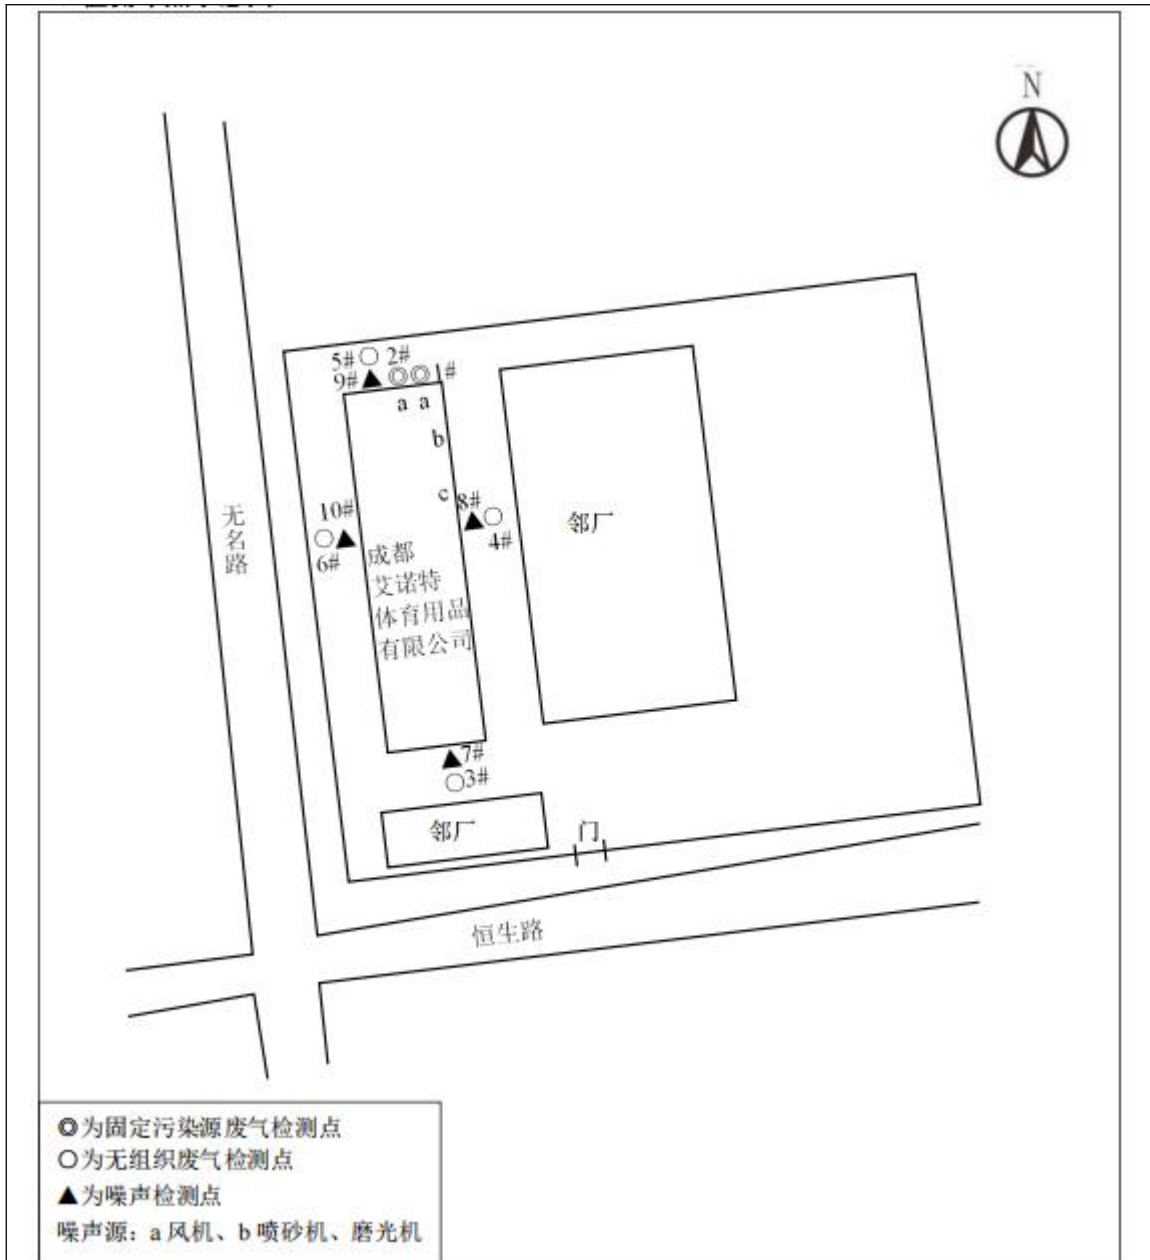 N
5#
2#
9#
1#
a a
b
c
8#
4#
10#
6#
无名路
成都
艾诺特
体育用品
有限公司
邻厂
7#
3#
邻厂
门
恒生路
◎为固定污染源废气检测点
○为无组织废气检测点
▲为噪声检测点
噪声源：a 风机、b 喷砂机、磨光机